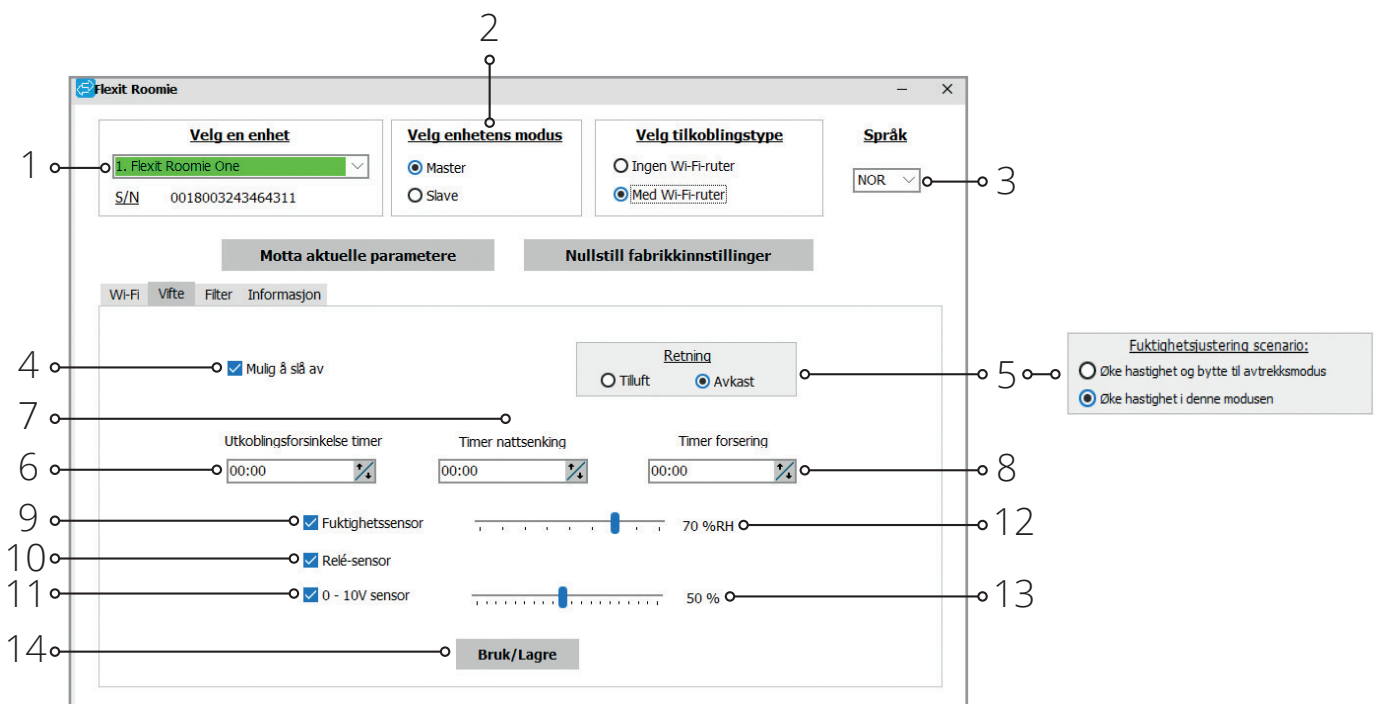 2
Flexit Roomie
Velg en enhet
Velg enhetens modus
Velg tilkoblingstype
Språk
1
1. Flexit Roomie One
Master
Ingen Wi-Fi-ruter
NOR
3
S/N 0018003243464311
Slave
Med Wi-Fi-ruter
Motta aktuelle parametere
Nullstill fabrikkinnstillinger
Wi-Fi Vifte Filter Informasjon
4
Mulig å slå av
Retning
Tilluft Avkast
5
Fuktighetsjustering scenario:
Øke hastighet og bytte til avtrekksmodus
Øke hastighet i denne modusen
7
Utkoblingsforsinkelse timer
Timer nattsenking
Timer forsering
6
00:00
00:00
00:00
8
9
Fuktighetssensor
70 %RH
12
10
Relé-sensor
11
0 - 10V sensor
50 %
13
14
Bruk/Lagre